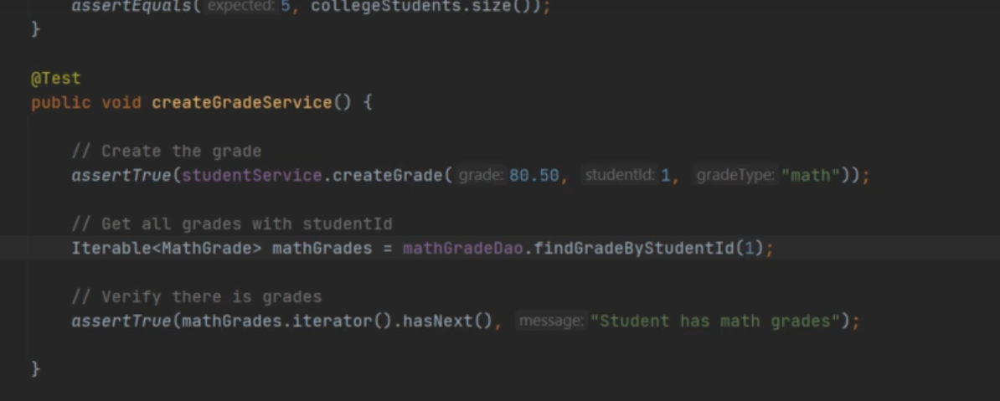 assertEquals( expected: 5, collegeStudents.size());
}
@Test
public void createGradeService() {
// Create the grade
assertTrue(studentService.createGrade( grade: 80.50, studentId: 1, gradeType: "math"));
// Get all grades with studentId
Iterable<MathGrade> mathGrades = mathGradeDao.findGradeByStudentId(1);
// Verify there is grades
assertTrue(mathGrades.iterator().hasNext(), message: "Student has math grades");
}